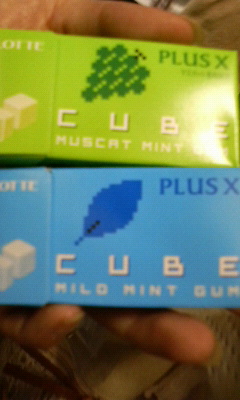 LOTTE
PLUS X
CUBE
MUSCAT MINT
LOTTE
PLUS X
CUBE
MILD MINT GUM